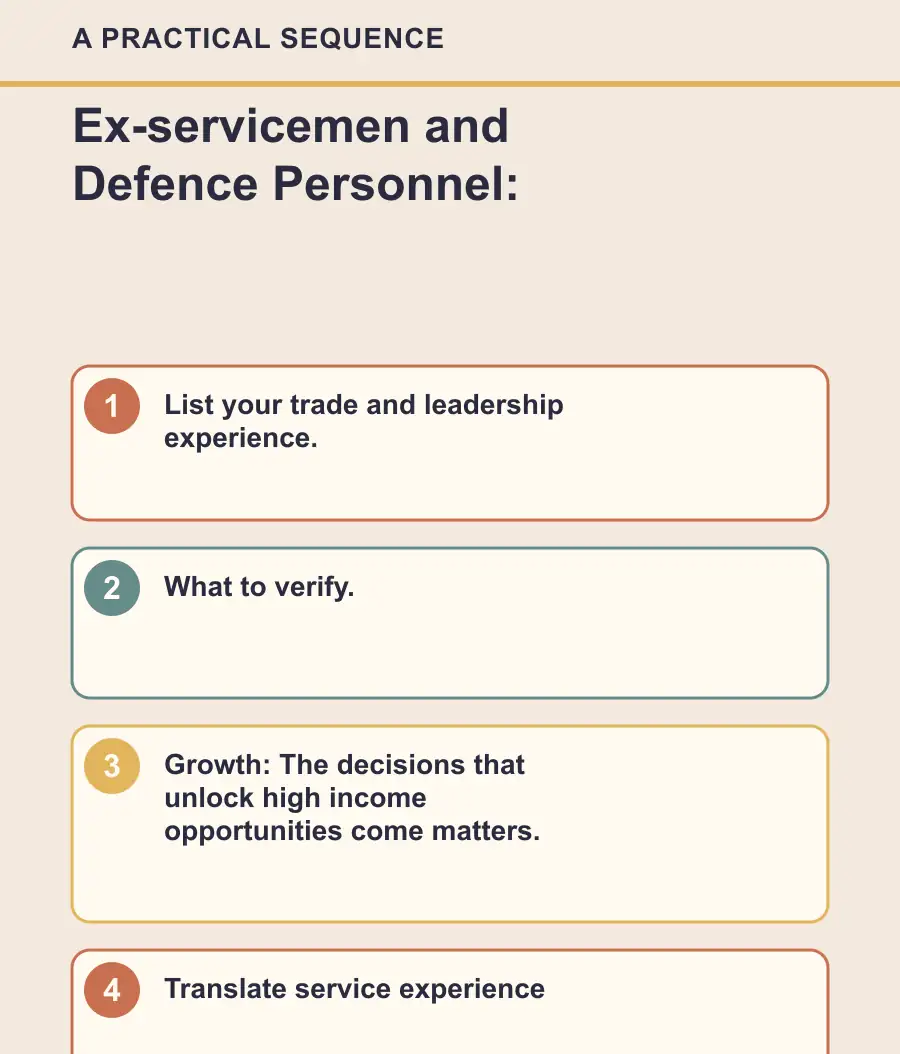 A PRACTICAL SEQUENCE
Ex-servicemen and
Defence Personnel:
1
List your trade and leadership
experience.
2
What to verify.
3
Growth: The decisions that
unlock high income
opportunities come matters.
4
Translate service experience